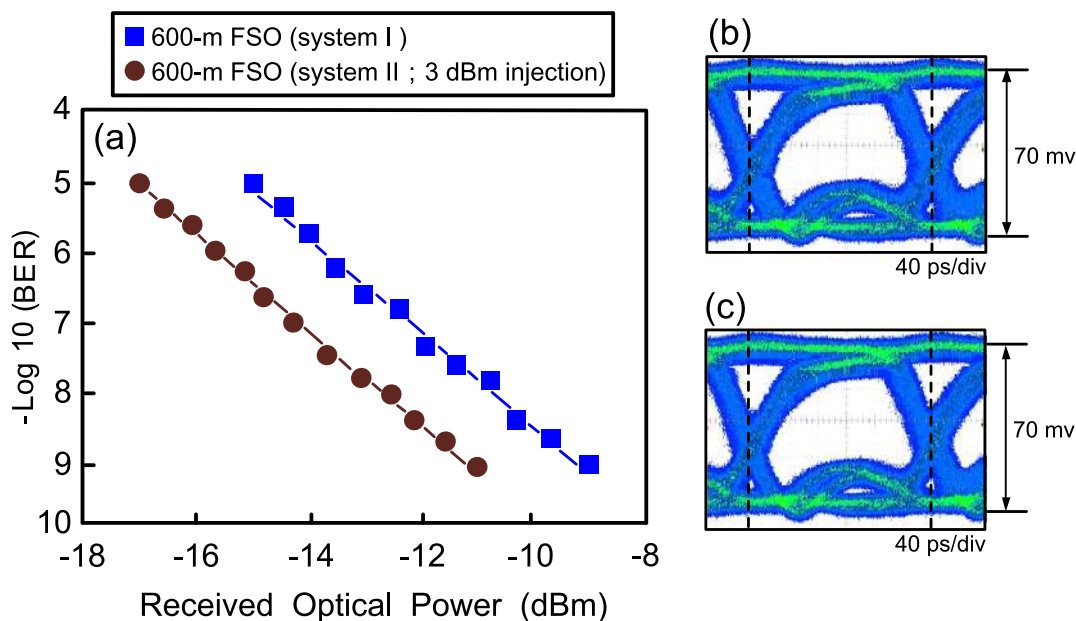 600-m FSO (system I )
600-m FSO (system II ; 3 dBm injection)
(a)
4
5
6
7
8
9
10
-Log 10 (BER)
-18
-16
-14
-12
-10
-8
Received Optical Power (dBm)
(b)
70 mv
40 ps/div
(c)
70 mv
40 ps/div